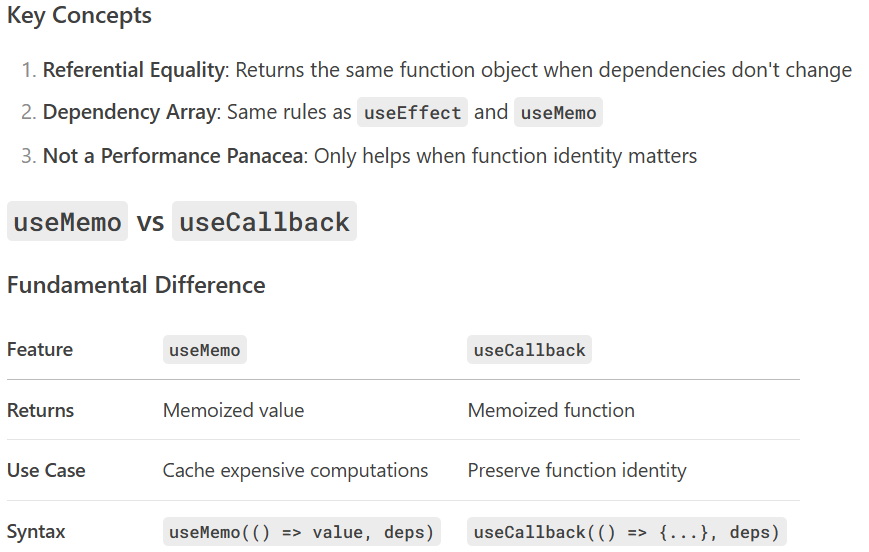 Key Concepts
1. Referential Equality: Returns the same function object when dependencies don't change
2. Dependency Array: Same rules as useEffect and useMemo
3. Not a Performance Panacea: Only helps when function identity matters
useMemo vs useCallback
Fundamental Difference
Feature useMemo useCallback
Returns Memoized value Memoized function
Use Case Cache expensive computations Preserve function identity
Syntax useMemo(() => value, deps) useCallback(() => {...}, deps)